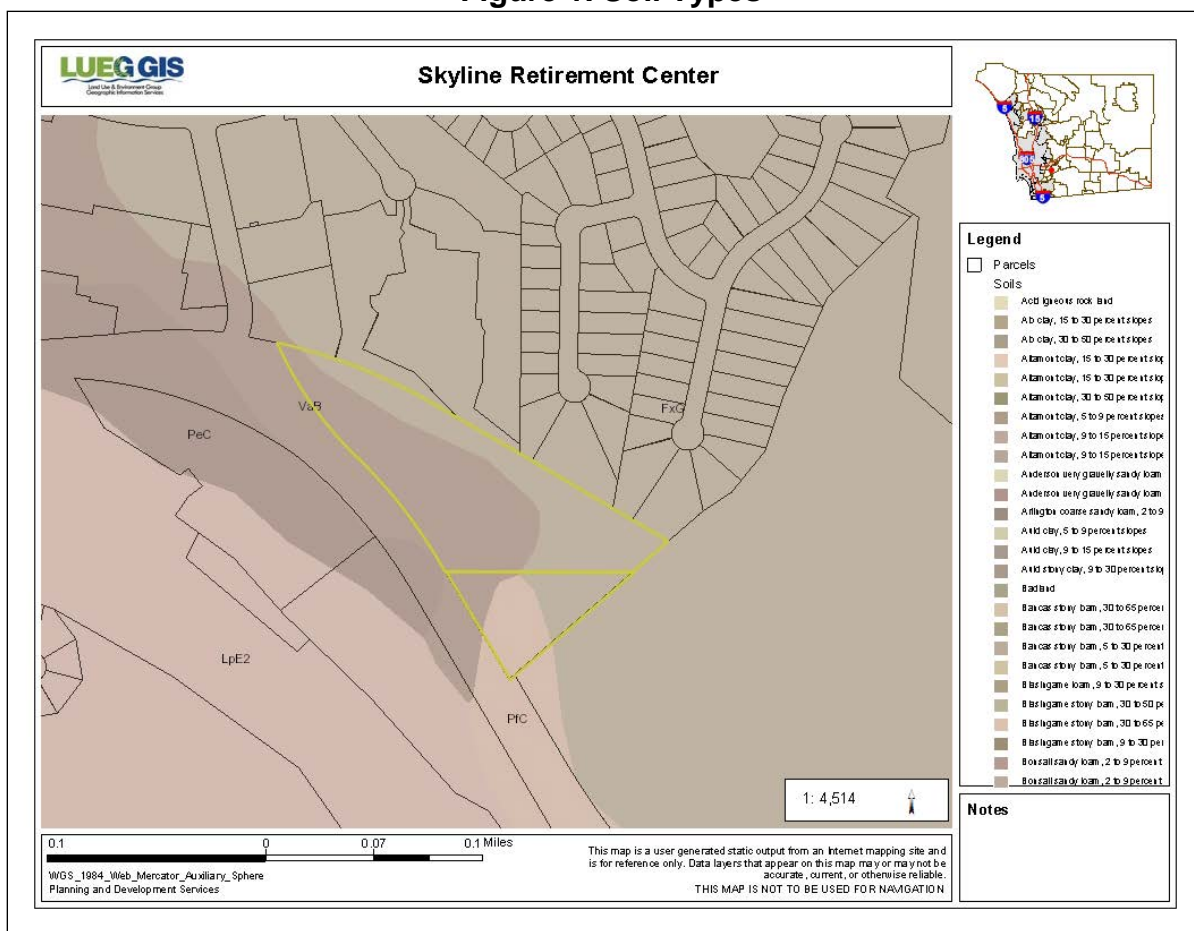 LUEG GIS
Land Use & Environment Group
Geographic Information Services
Skyline Retirement Center
5
15
805
5
VaB
PeC
FxG
LpE2
PfC
1: 4,514
Legend
Parcels
Soils
Acid igneous rock land
15 to 30 percent slopes
30 to 50 percent slopes
Altamont clay, 15 to 30 percent slop
Altamont clay, 15 to 30 percent slop
Altamont clay, 30 to 50 percent slop
Altamont clay, 5 to 9 percent slopes
Altamont clay, 9 to 15 percent slope
Altamont clay, 9 to 15 percent slope
Anderson very gravelly sandy loam
Anderson very gravelly sandy loam
Arlington coarse sandy loam, 2 to 9
Auld clay, 5 to 9 percent slopes
Auld clay, 9 to 15 percent slopes
Auld stony clay, 9 to 30 percent slop
Badland
Bancas stony loam, 30 to 65 percen
Bancas stony loam, 30 to 65 percen
Bancas stony loam, 5 to 30 percent
Bancas stony loam, 5 to 30 percent
Blasingame loam, 9 to 30 percent s
Blasingame stony loam, 30 to 50 pe
Blasingame stony loam, 30 to 65 pe
Blasingame stony loam, 9 to 30 per
Bonsall sandy loam, 2 to 9 percent
Bonsall sandy loam, 2 to 9 percent
Notes
0.1 0 0.07 0.1 Miles
WGS_1984_Web_Mercator_Auxiliary_Sphere
Planning and Development Services
This map is a user generated static output from an Internet mapping site and
is for reference only. Data layers that appear on this map may or may not be
accurate, current, or otherwise reliable.
THIS MAP IS NOT TO BE USED FOR NAVIGATION